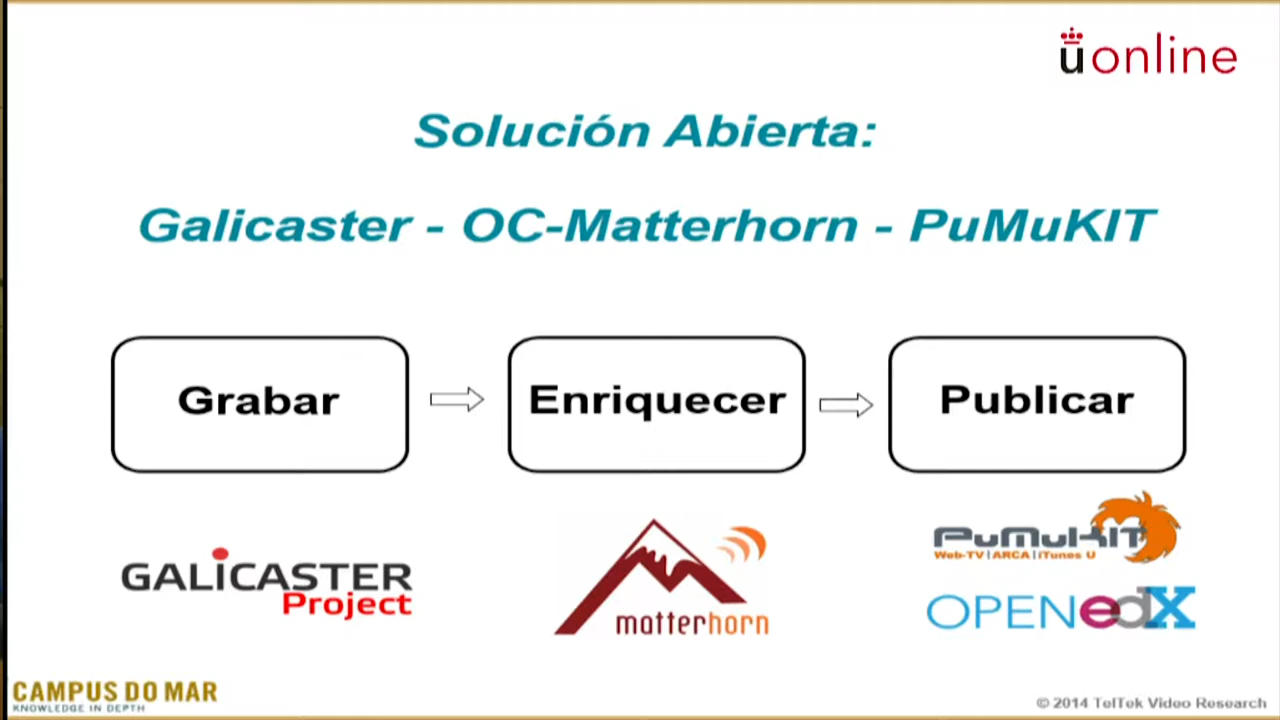 uonline
Solución Abierta:
Galicaster - OC-Matterhorn - PuMuKIT
Grabar
Enriquecer
Publicar
GALiCASTER
Project
matterhorn
PuMuKIT
Web-TV | ARCA | iTunes U
OPENedX
CAMPUS DO MAR
KNOWLEDGE IN DEPTH
© 2014 TelTek Video Research